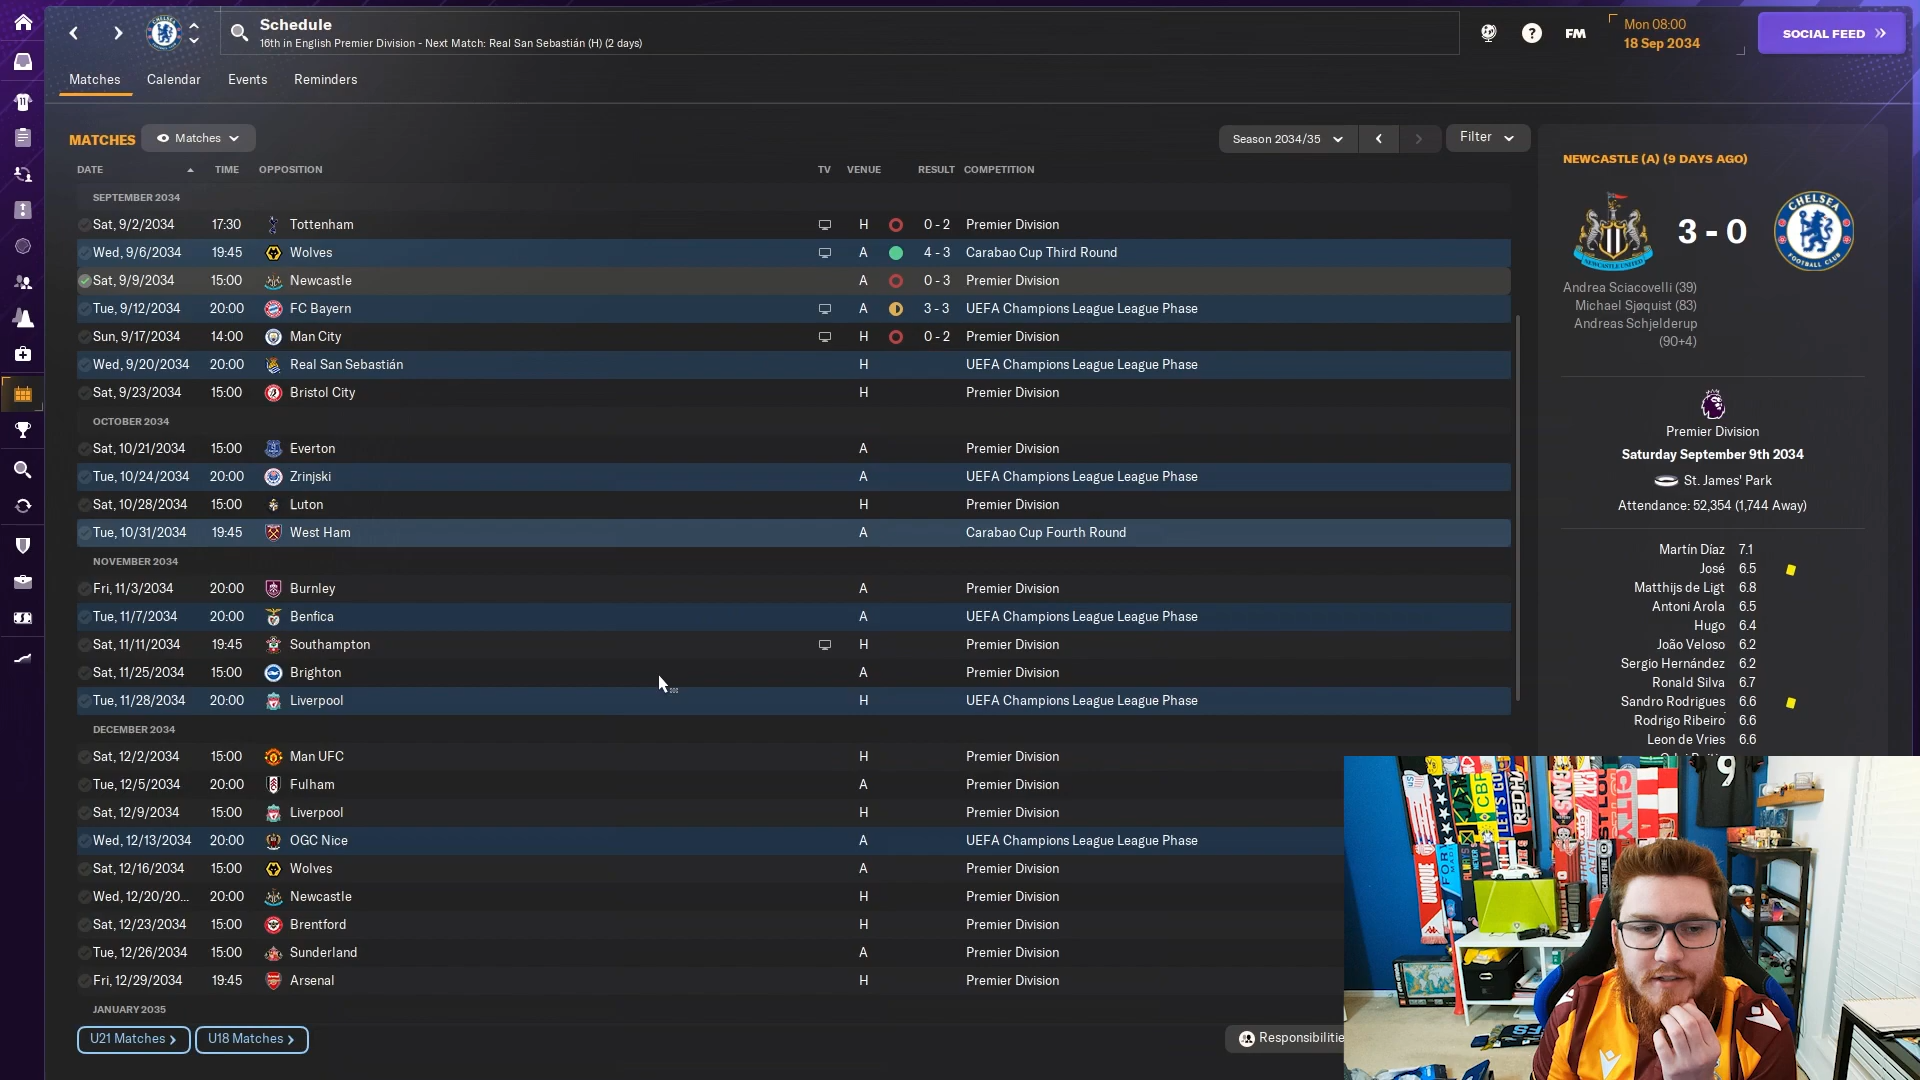 Schedule
16th in English Premier Division - Next Match: Real San Sebastián (H) (2 days)
FM
Mon 08:00
18 Sep 2034
SOCIAL FEED
Matches Calendar Events Reminders
MATCHES Matches
Season 2034/35
Filter
DATE TIME OPPOSITION TV VENUE RESULT COMPETITION
SEPTEMBER 2034
Sat, 9/2/2034 17:30 Tottenham H 0 - 2 Premier Division
Wed, 9/6/2034 19:45 Wolves A 4 - 3 Carabao Cup Third Round
Sat, 9/9/2034 15:00 Newcastle A 0 - 3 Premier Division
Tue, 9/12/2034 20:00 FC Bayern A 3 - 3 UEFA Champions League League Phase
Sun, 9/17/2034 14:00 Man City H 0 - 2 Premier Division
Wed, 9/20/2034 20:00 Real San Sebastián H UEFA Champions League League Phase
Sat, 9/23/2034 15:00 Bristol City H Premier Division
OCTOBER 2034
Sat, 10/21/2034 15:00 Everton A Premier Division
Tue, 10/24/2034 20:00 Zrinjski A UEFA Champions League League Phase
Sat, 10/28/2034 15:00 Luton H Premier Division
Tue, 10/31/2034 19:45 West Ham A Carabao Cup Fourth Round
NOVEMBER 2034
Fri, 11/3/2034 20:00 Burnley A Premier Division
Tue, 11/7/2034 20:00 Benfica A UEFA Champions League League Phase
Sat, 11/11/2034 19:45 Southampton H Premier Division
Sat, 11/25/2034 15:00 Brighton A Premier Division
Tue, 11/28/2034 20:00 Liverpool H UEFA Champions League League Phase
DECEMBER 2034
Sat, 12/2/2034 15:00 Man UFC H Premier Division
Tue, 12/5/2034 20:00 Fulham A Premier Division
Sat, 12/9/2034 15:00 Liverpool H Premier Division
Wed, 12/13/2034 20:00 OGC Nice A UEFA Champions League League Phase
Sat, 12/16/2034 15:00 Wolves A Premier Division
Wed, 12/20/20... 20:00 Newcastle H Premier Division
Sat, 12/23/2034 15:00 Brentford H Premier Division
Tue, 12/26/2034 15:00 Sunderland A Premier Division
Fri, 12/29/2034 19:45 Arsenal H Premier Division
JANUARY 2035
U21 Matches U18 Matches
Responsibilitie
NEWCASTLE (A) (9 DAYS AGO)
NEWCASTLE UNITED
3 - 0
CHELSEA
FOOTBALL CLUB
Andrea Sciacovelli (39)
Michael Sjøquist (83)
Andreas Schjelderup
(90+4)
Premier Division
Saturday September 9th 2034
St. James' Park
Attendance: 52,354 (1,744 Away)
Martín Díaz 7.1
José 6.5
Matthijs de Ligt 6.8
Antoni Arola 6.5
Hugo 6.4
João Veloso 6.2
Sergio Hernández 6.2
Ronald Silva 6.7
Sandro Rodrigues 6.6
Rodrigo Ribeiro 6.6
Leon de Vries 6.6
9
CITY